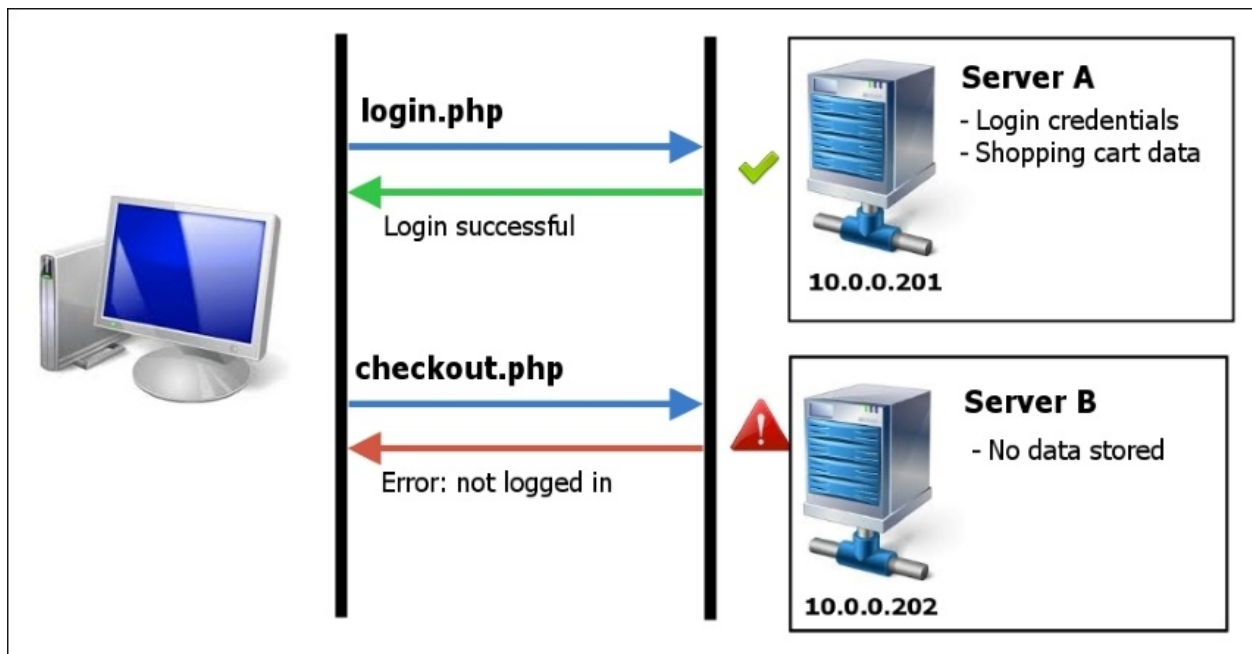 login.php
Login successful
Server A
- Login credentials
- Shopping cart data
10.0.0.201
checkout.php
Error: not logged in
Server B
- No data stored
10.0.0.202